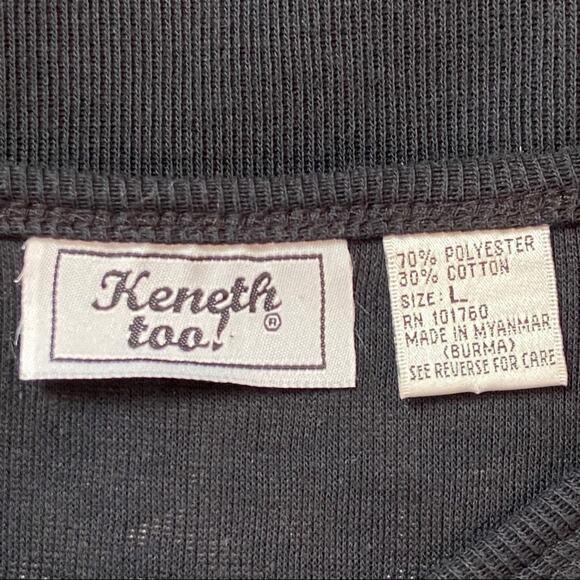 Keneth
too! ®
70% POLYESTER
30% COTTON
SIZE: L
RN 101760
MADE IN MYANMAR
(BURMA)
SEE REVERSE FOR CARE